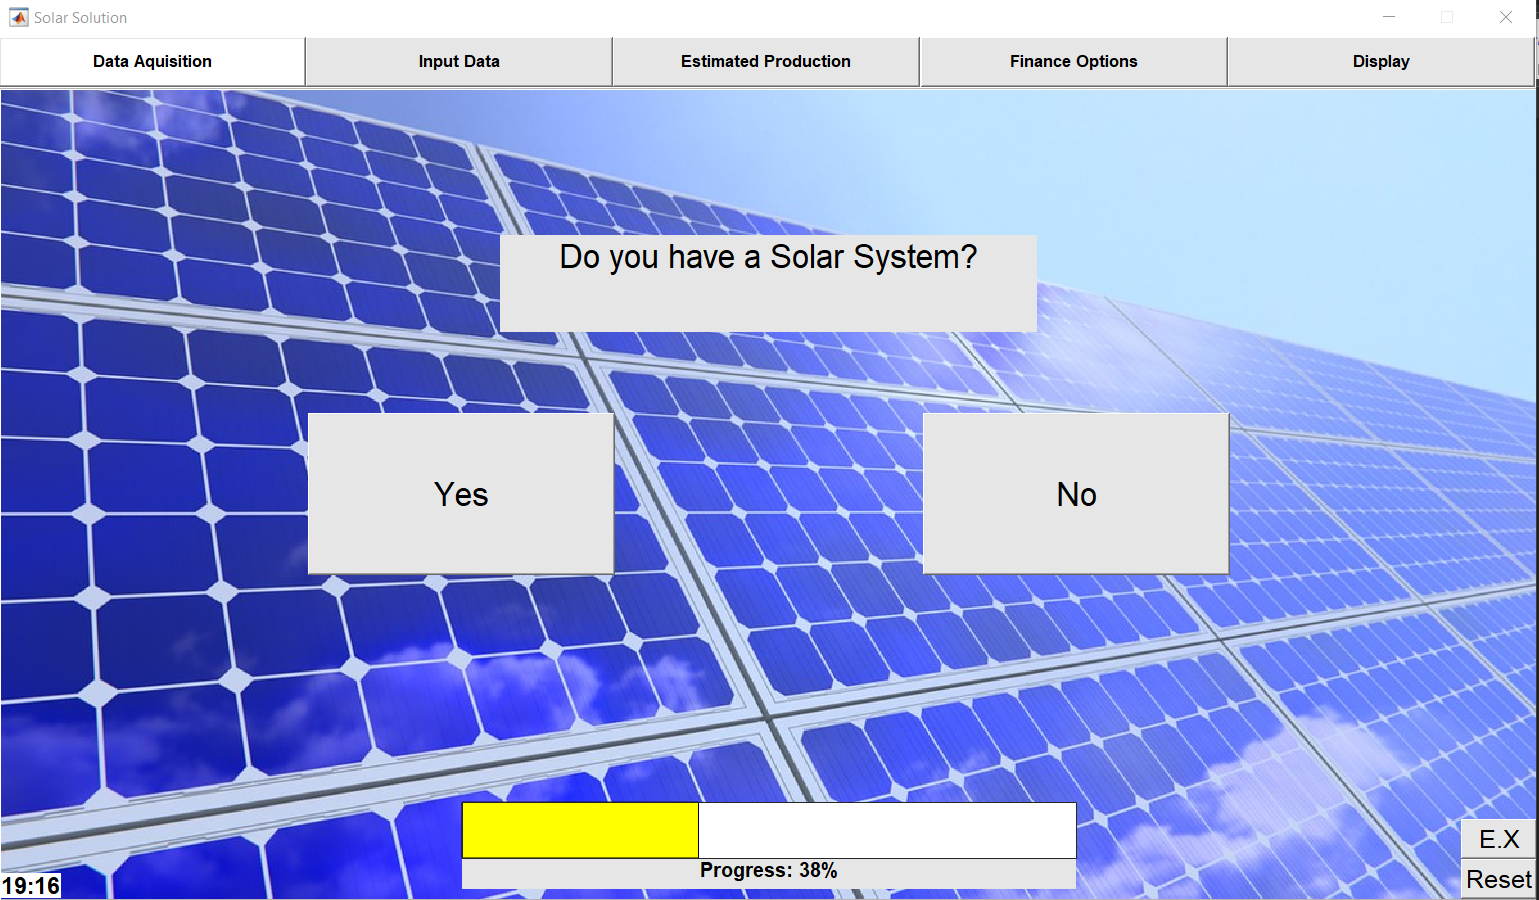 Solar Solution
Data Aquisition
Input Data
Estimated Production
Finance Options
Display
Do you have a Solar System?
Yes
No
Progress: 38%
19:16
E.X
Reset